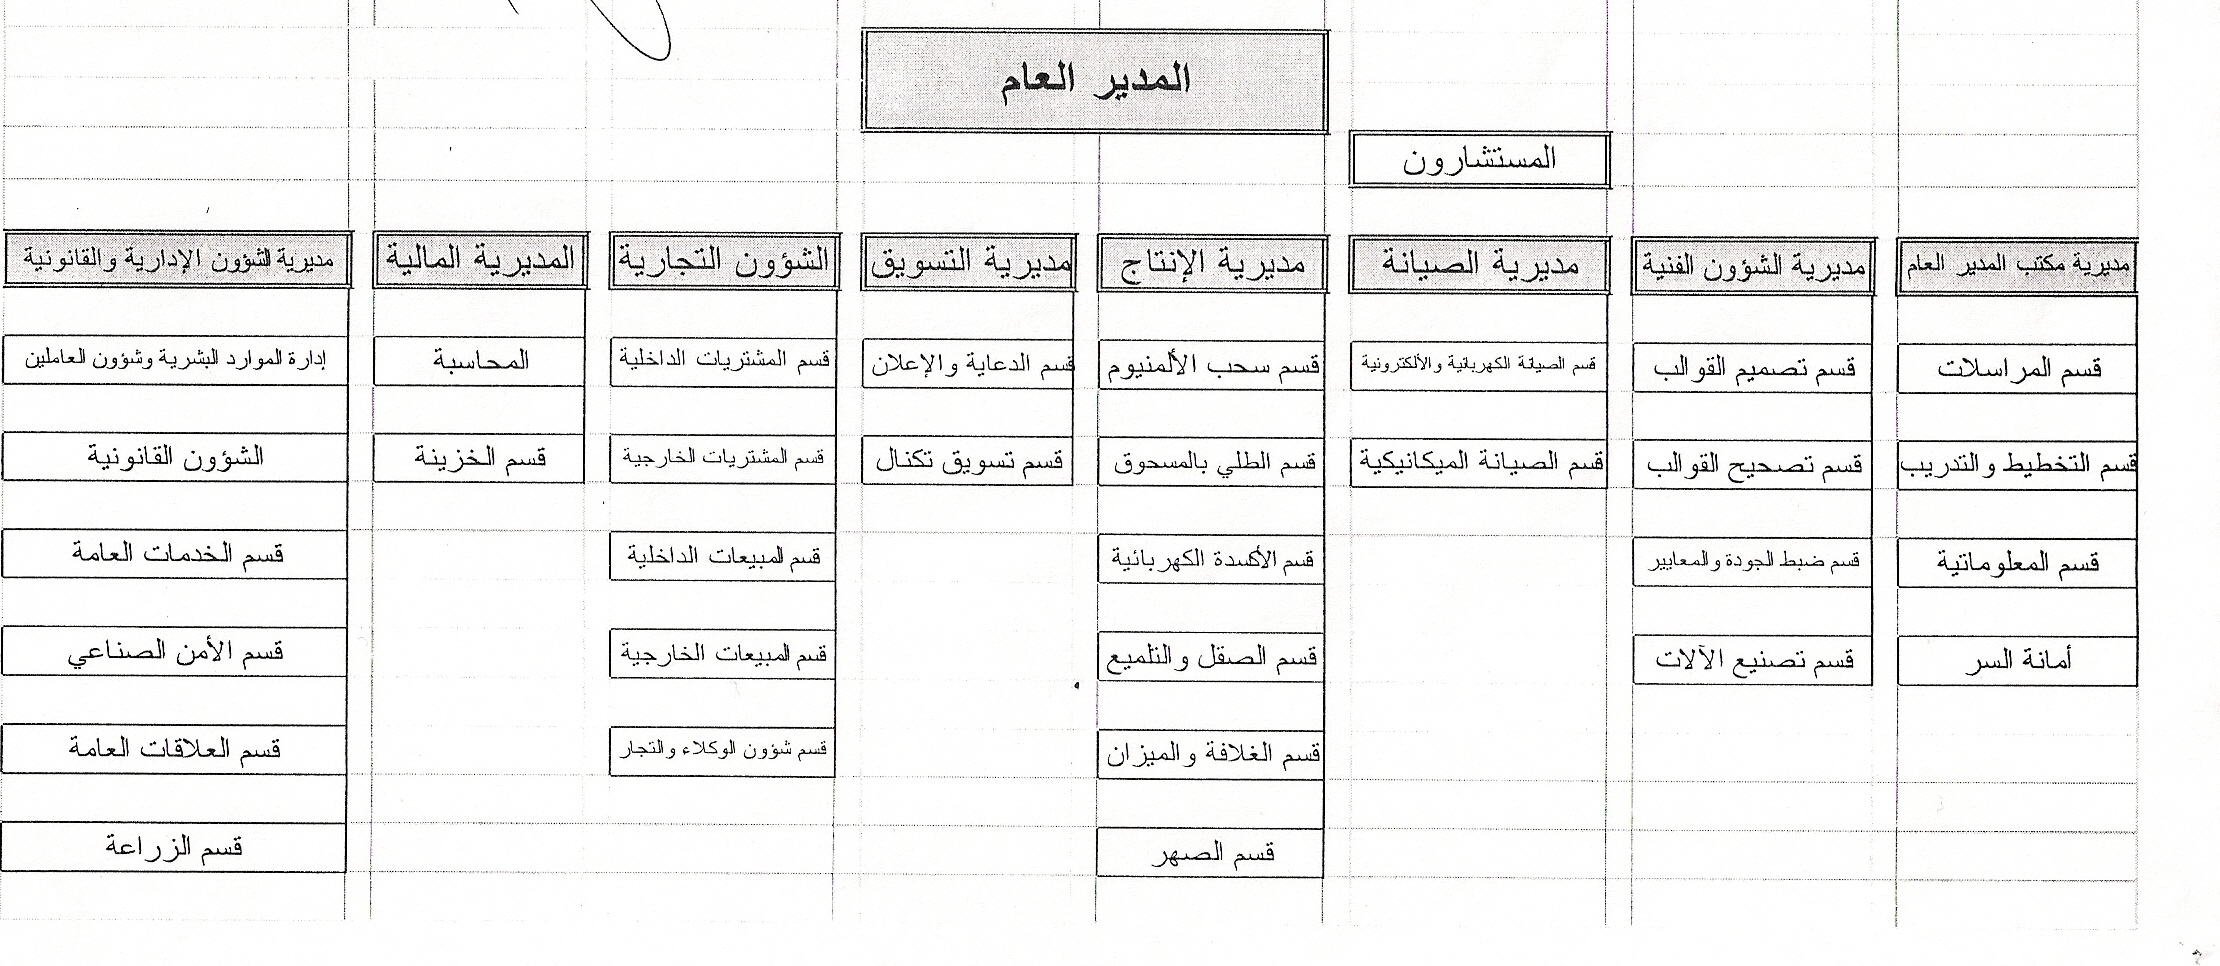 المدير العام
المستشارون
مديرية مكتب المدير العام
مديرية الشؤون الفنية
مديرية الصيانة
مديرية الإنتاج
مديرية التسويق
الشؤون التجارية
المديرية المالية
مديرية الشؤون الإدارية والقانونية
قسم المراسلات
قسم تصميم القوالب
قسم الصيانة الكهربائية والألكترونية
قسم سحب الألمنيوم
قسم الدعاية والإعلان
قسم المشتريات الداخلية
المحاسبة
إدارة الموارد البشرية وشؤون العاملين
قسم التخطيط والتدريب
قسم تصحيح القوالب
قسم الصيانة الميكانيكية
قسم الطلي بالمسحوق
قسم تسويق تكنال
قسم المشتريات الخارجية
قسم الخزينة
الشؤون القانونية
قسم المعلوماتية
قسم ضبط الجودة والمعايير
قسم الأكسدة الكهربائية
قسم المبيعات الداخلية
قسم الخدمات العامة
أمانة السر
قسم تصنيع الآلات
قسم الصقل والتلميع
قسم المبيعات الخارجية
قسم الأمن الصناعي
قسم الغلافة والميزان
قسم شؤون الوكلاء والتجار
قسم العلاقات العامة
قسم الصهر
قسم الزراعة